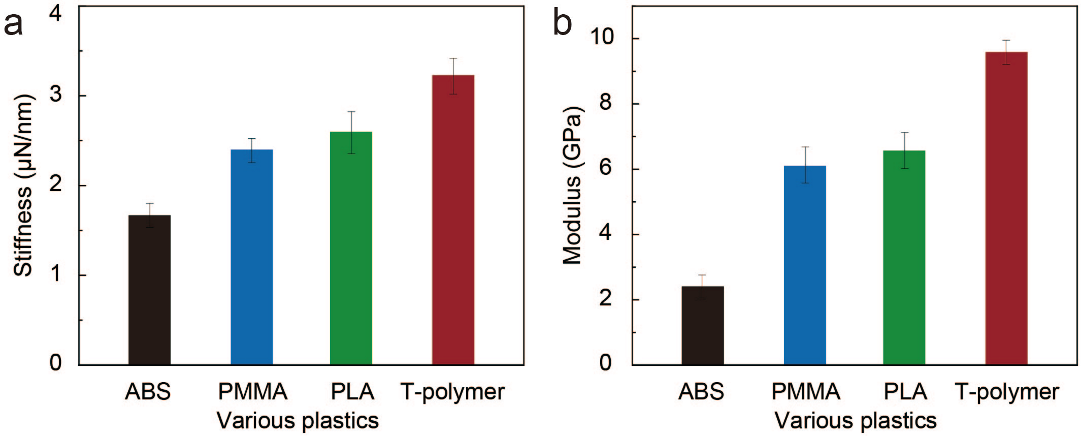 a
4
3
2
1
0
Stiffness (μN/nm)
ABS PMMA PLA T-polymer
Various plastics
b
10
8
6
4
2
0
Modulus (GPa)
ABS PMMA PLA T-polymer
Various plastics